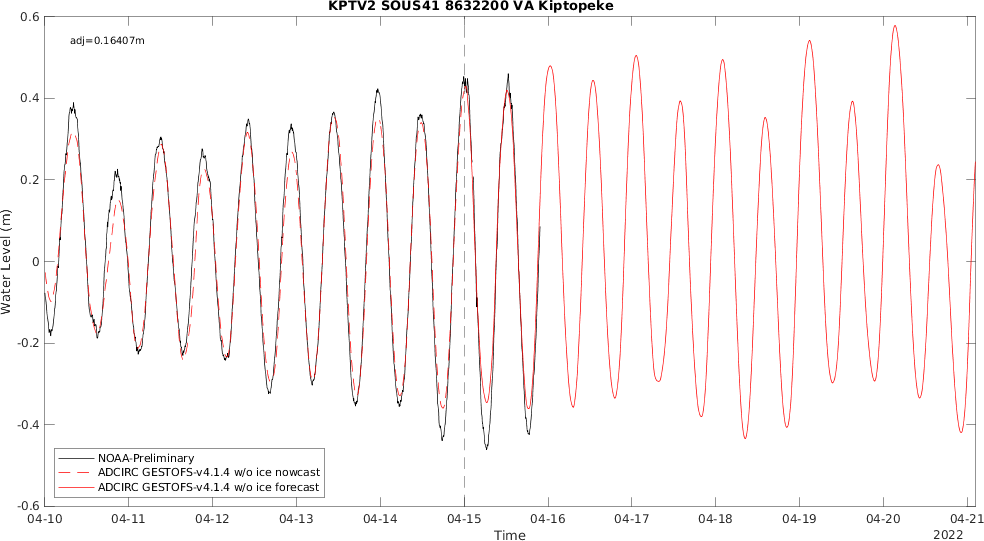 KPTV2 SOUS41 8632200 VA Kiptopeke
adj=0.16407m
0.6
0.4
0.2
0
-0.2
-0.4
-0.6
Water Level (m)
NOAA-Preliminary
ADCIRC GESTOFS-v4.1.4 w/o ice nowcast
ADCIRC GESTOFS-v4.1.4 w/o ice forecast
04-10 04-11 04-12 04-13 04-14 04-15 04-16 04-17 04-18 04-19 04-20 04-21
Time
2022